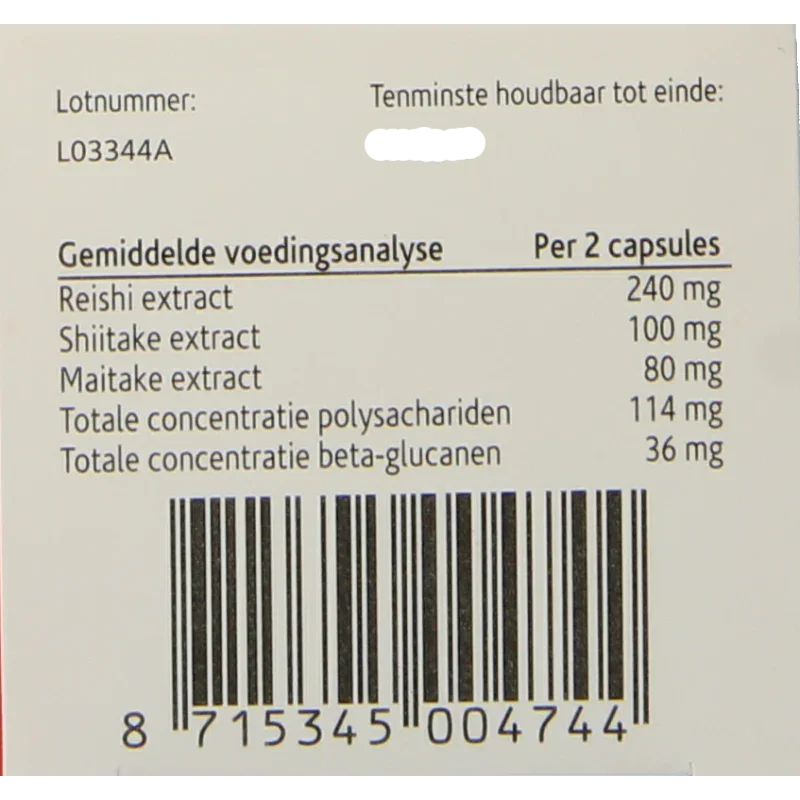 Lotnummer:
Tenminste houdbaar tot einde:
L03344A
Gemiddelde voedingsanalyse Per 2 capsules
Reishi extract 240 mg
Shiitake extract 100 mg
Maitake extract 80 mg
Totale concentratie polysachariden 114 mg
Totale concentratie beta-glucanen 36 mg
8 715345 004744